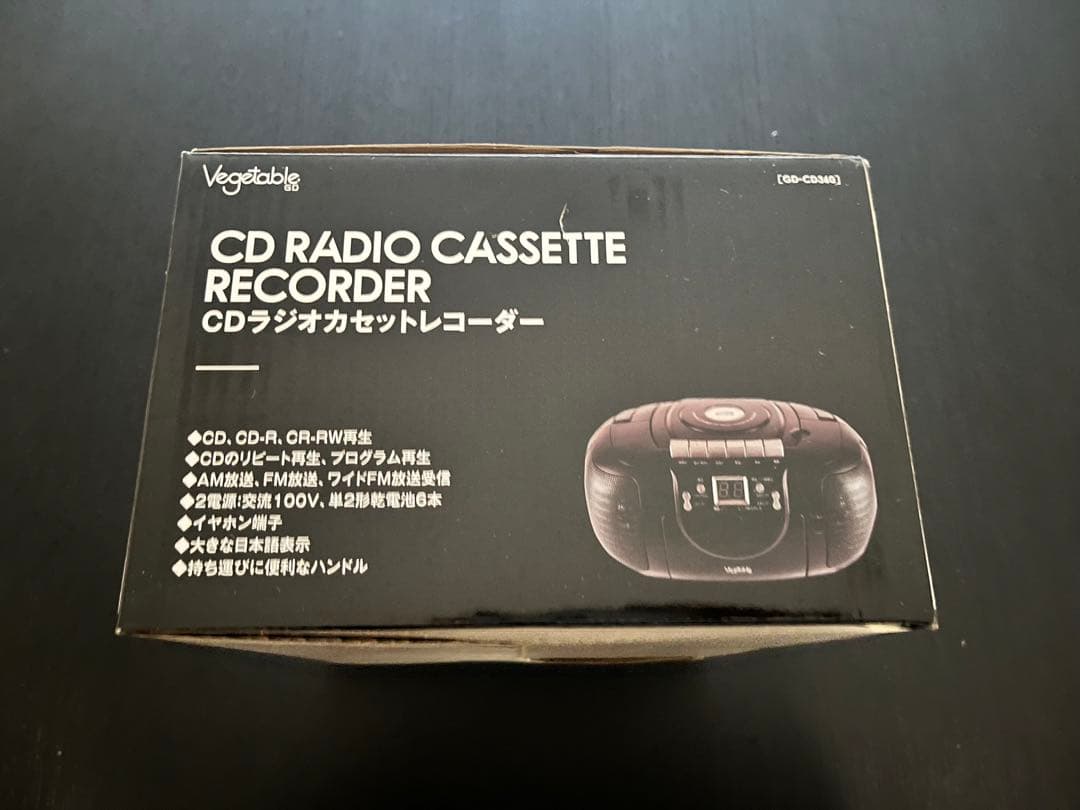 Vegetable
GD
[GD-CD340]
CD RADIO CASSETTE
RECORDER
CDラジオカセットレコーダー
◆CD、CD-R、CR-RW再生
◆CDのリピート再生、プログラム再生
◆AM放送、FM放送、ワイドFM放送受信
◆2電源:交流100V、単2形乾電池6本
◆イヤホン端子
◆大きな日本語表示
◆持ち運びに便利なハンドル
Vegetable